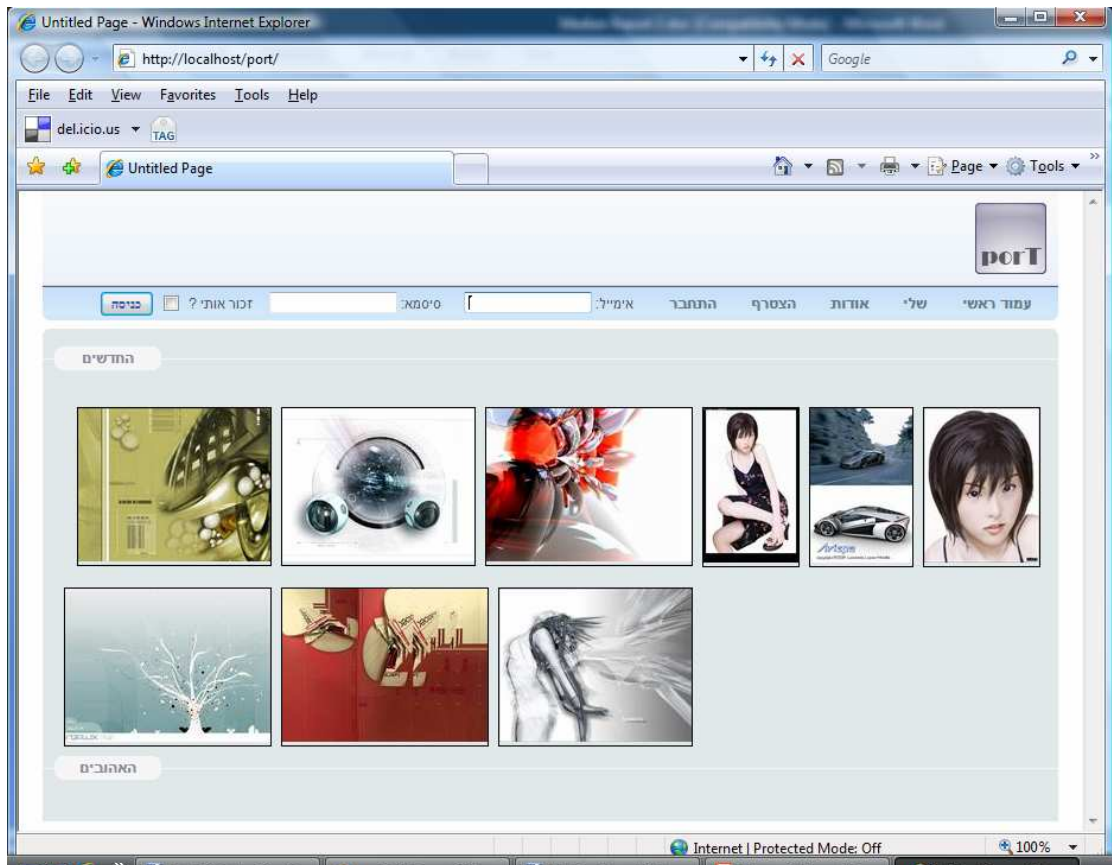 Untitled Page - Windows Internet Explorer
http://localhost/port/
Google
File Edit View Favorites Tools Help
del.icio.us TAG
Untitled Page
Page Tools
porT
עמוד ראשי שלי אודות הצטרף התחבר אימייל: סיסמא: זכור אותי ? כניסה
החדשים
האהובים
Internet | Protected Mode: Off 100%